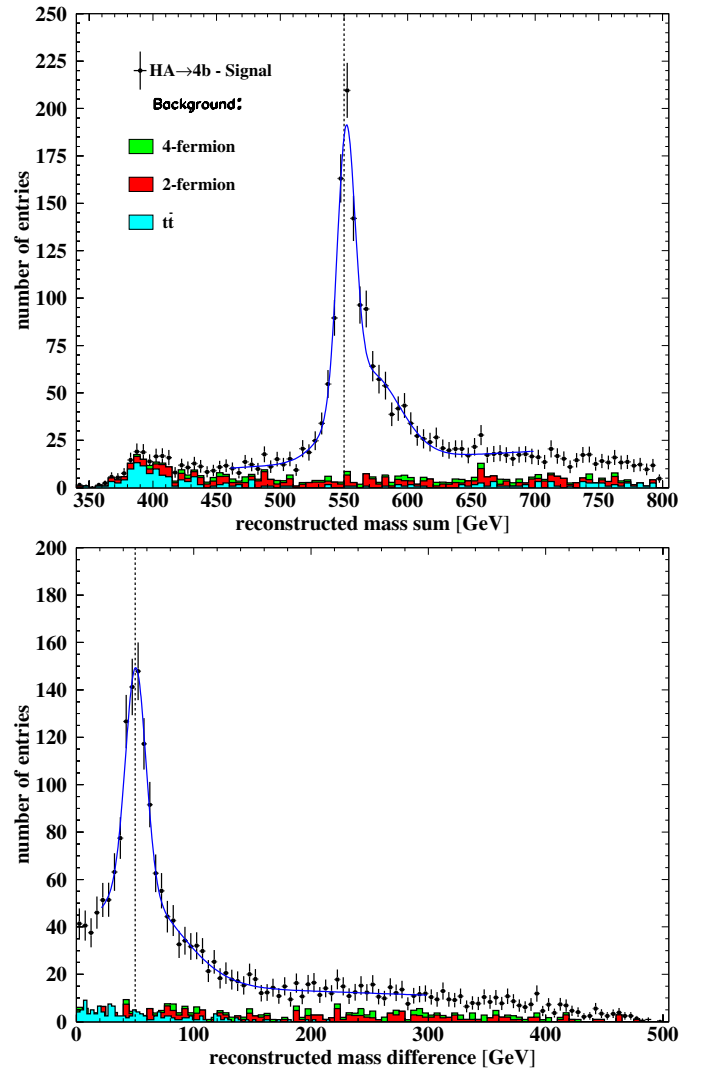 250
225
200
175
150
125
100
75
50
25
0
number of entries
HA→4b - Signal
Background:
4-fermion
2-fermion
tt̄
350 400 450 500 550 600 650 700 750 800
reconstructed mass sum [GeV]
200
180
160
140
120
100
80
60
40
20
0
number of entries
0 100 200 300 400 500
reconstructed mass difference [GeV]